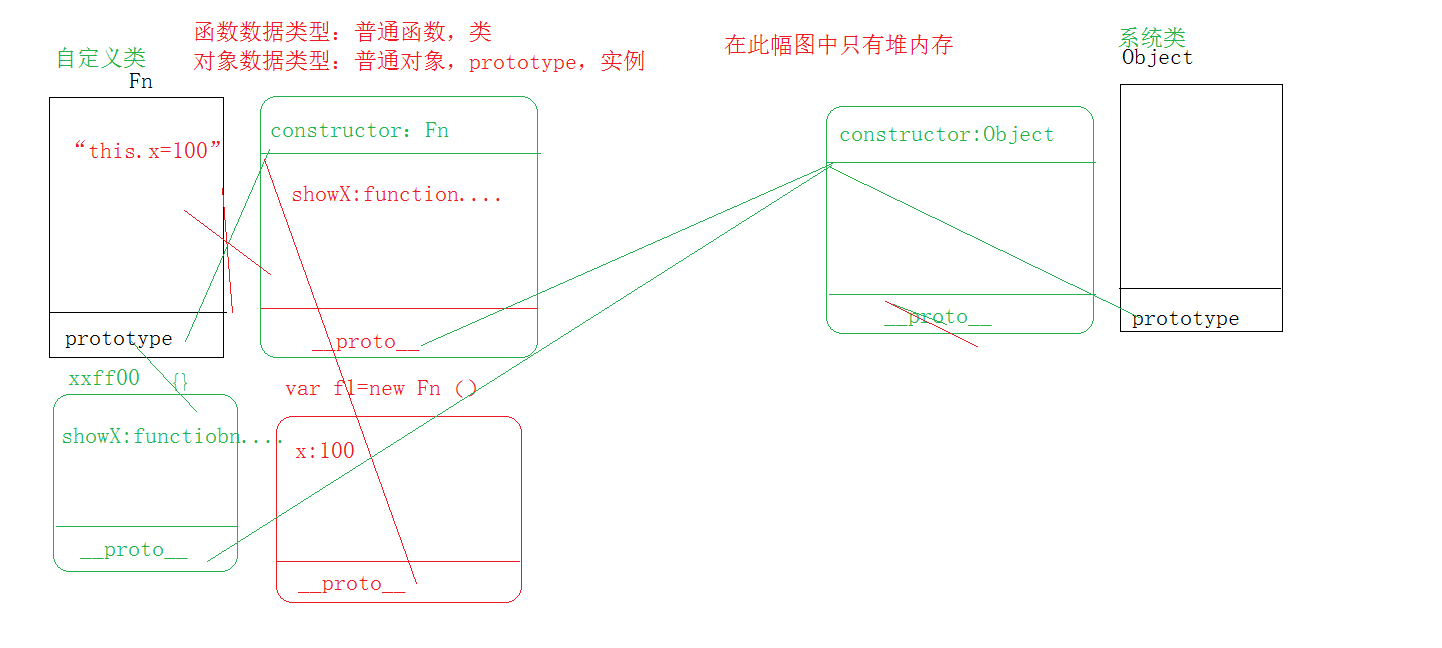 函数数据类型：普通函数，类
对象数据类型：普通对象，prototype，实例
在此幅图中只有堆内存
自定义类
Fn
系统类
Object
“this.x=100”
prototype
constructor：Fn
showX:function....
__proto__
constructor:Object
__proto__
prototype
xxff00 {}
showX:functiobn....
__proto__
var f1=new Fn（）
x:100
__proto__